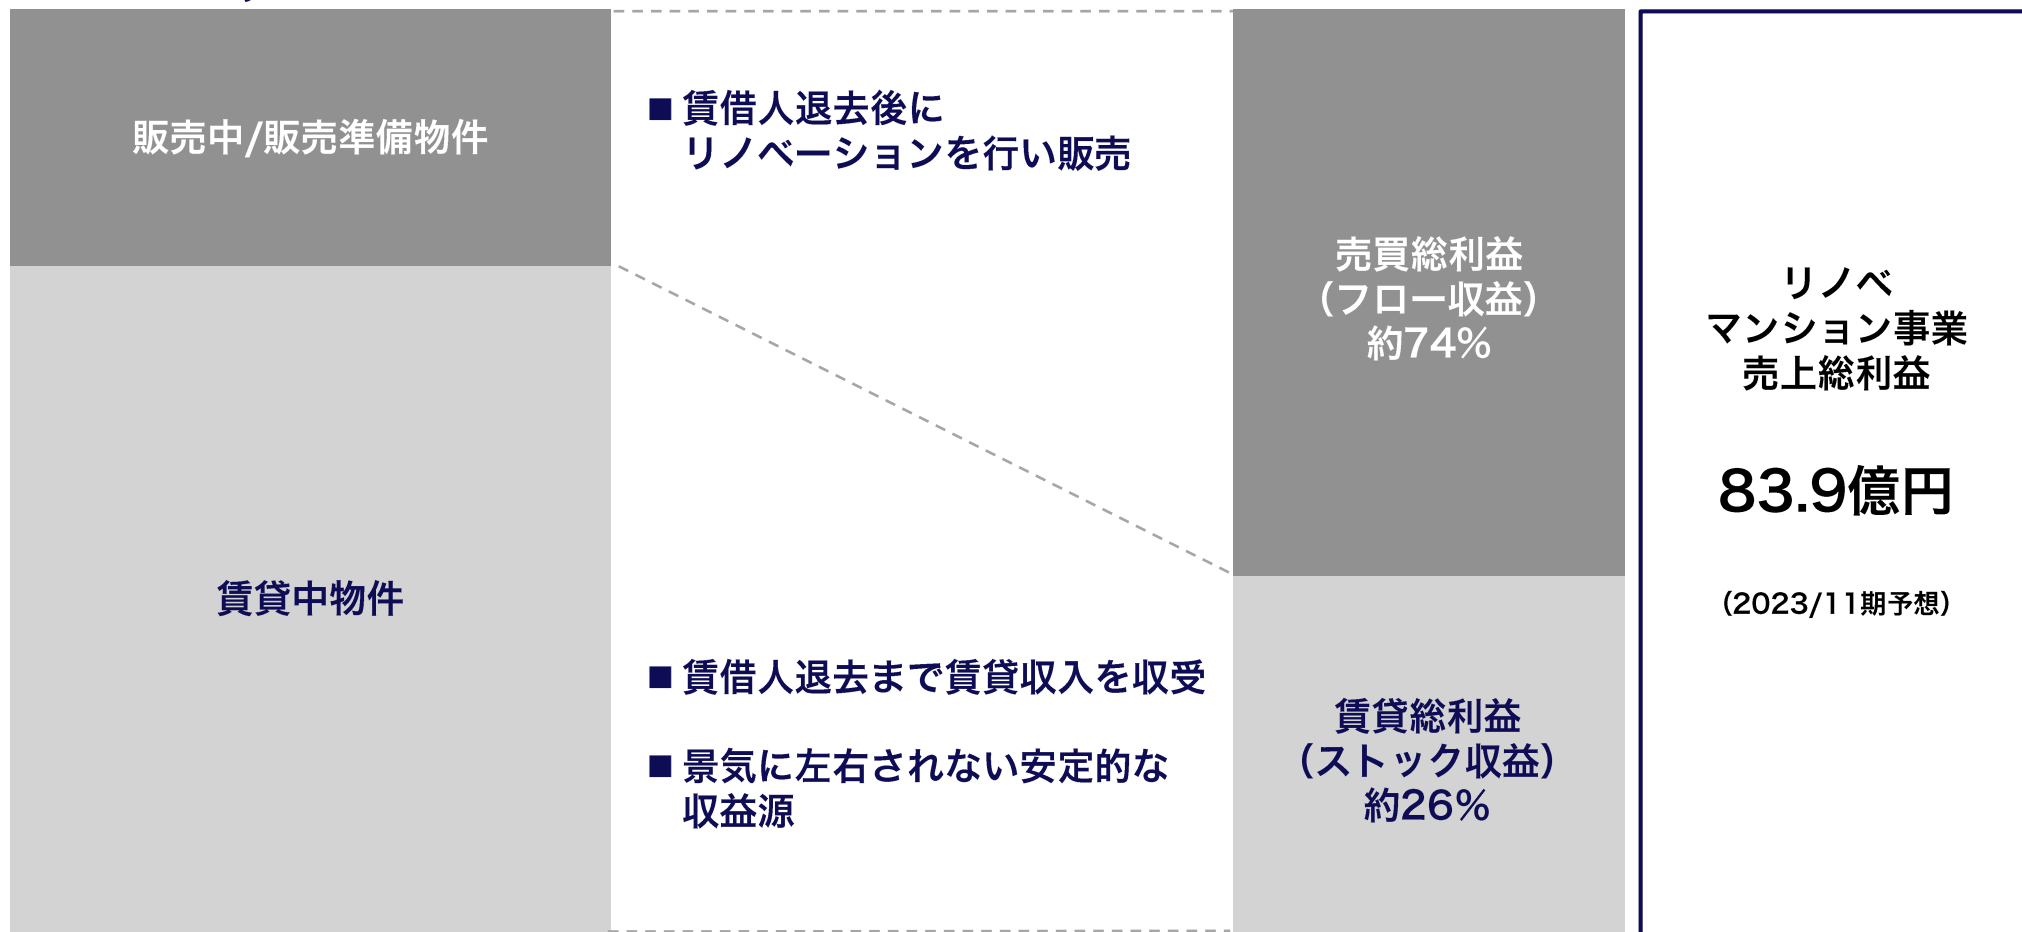 販売中/販売準備物件
■ 賃借人退去後に
リノベーションを行い販売
売買総利益
（フロー収益）
約74%
リノベ
マンション事業
売上総利益
83.9億円
（2023/11期予想）
賃貸中物件
■ 賃借人退去まで賃貸収入を収受
■ 景気に左右されない安定的な
収益源
賃貸総利益
（ストック収益）
約26%